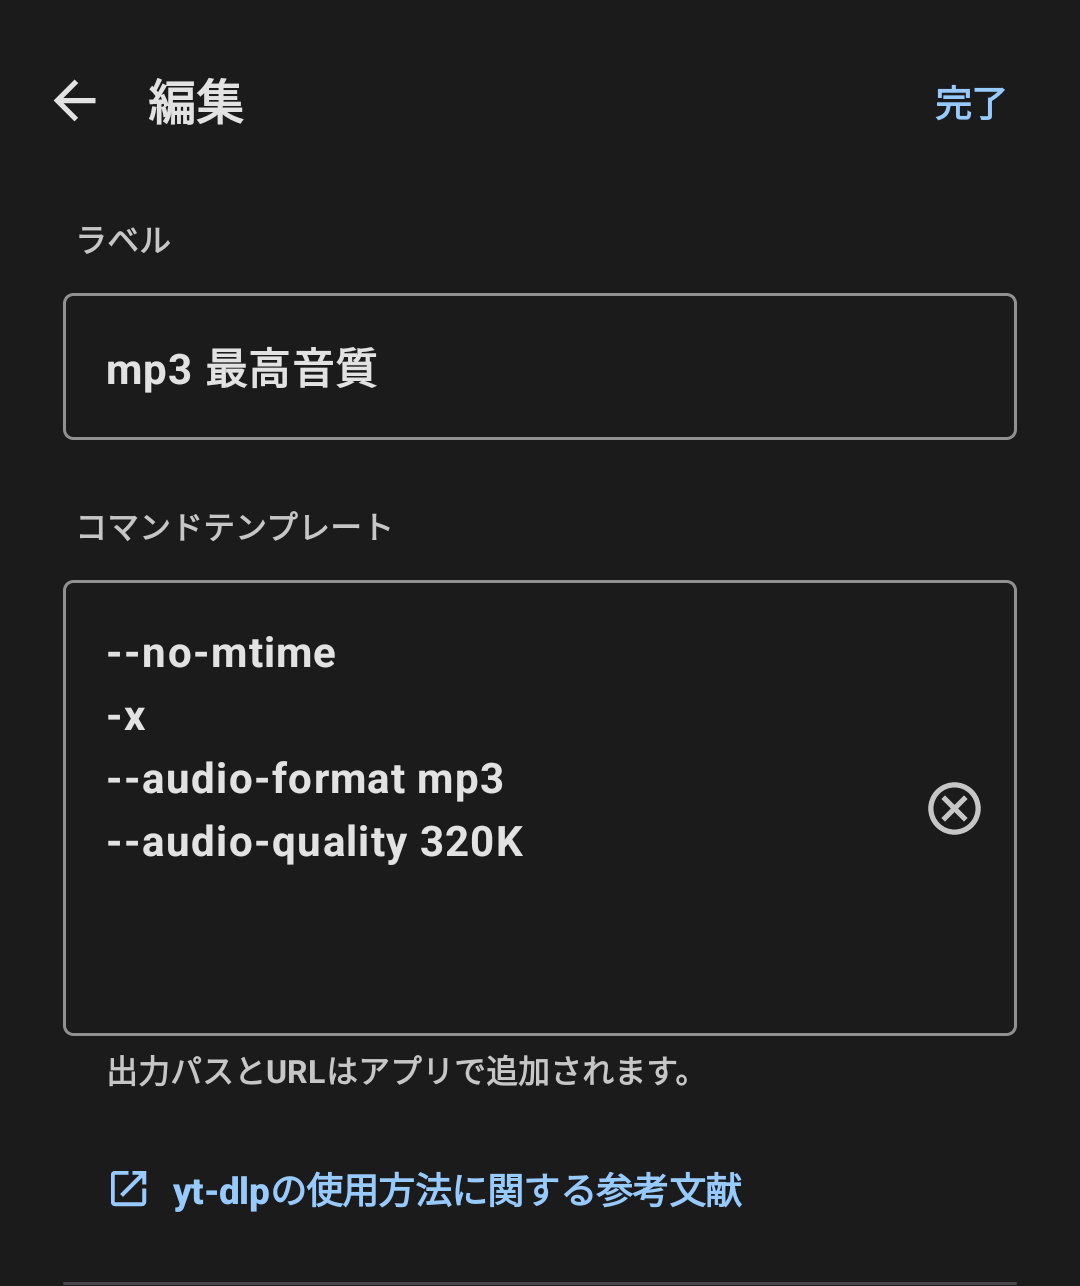 編集
完了
ラベル
mp3 最高音質
コマンドテンプレート
--no-mtime
-x
--audio-format mp3
--audio-quality 320K
出力パスとURLはアプリで追加されます。
yt-dlpの使用方法に関する参考文献